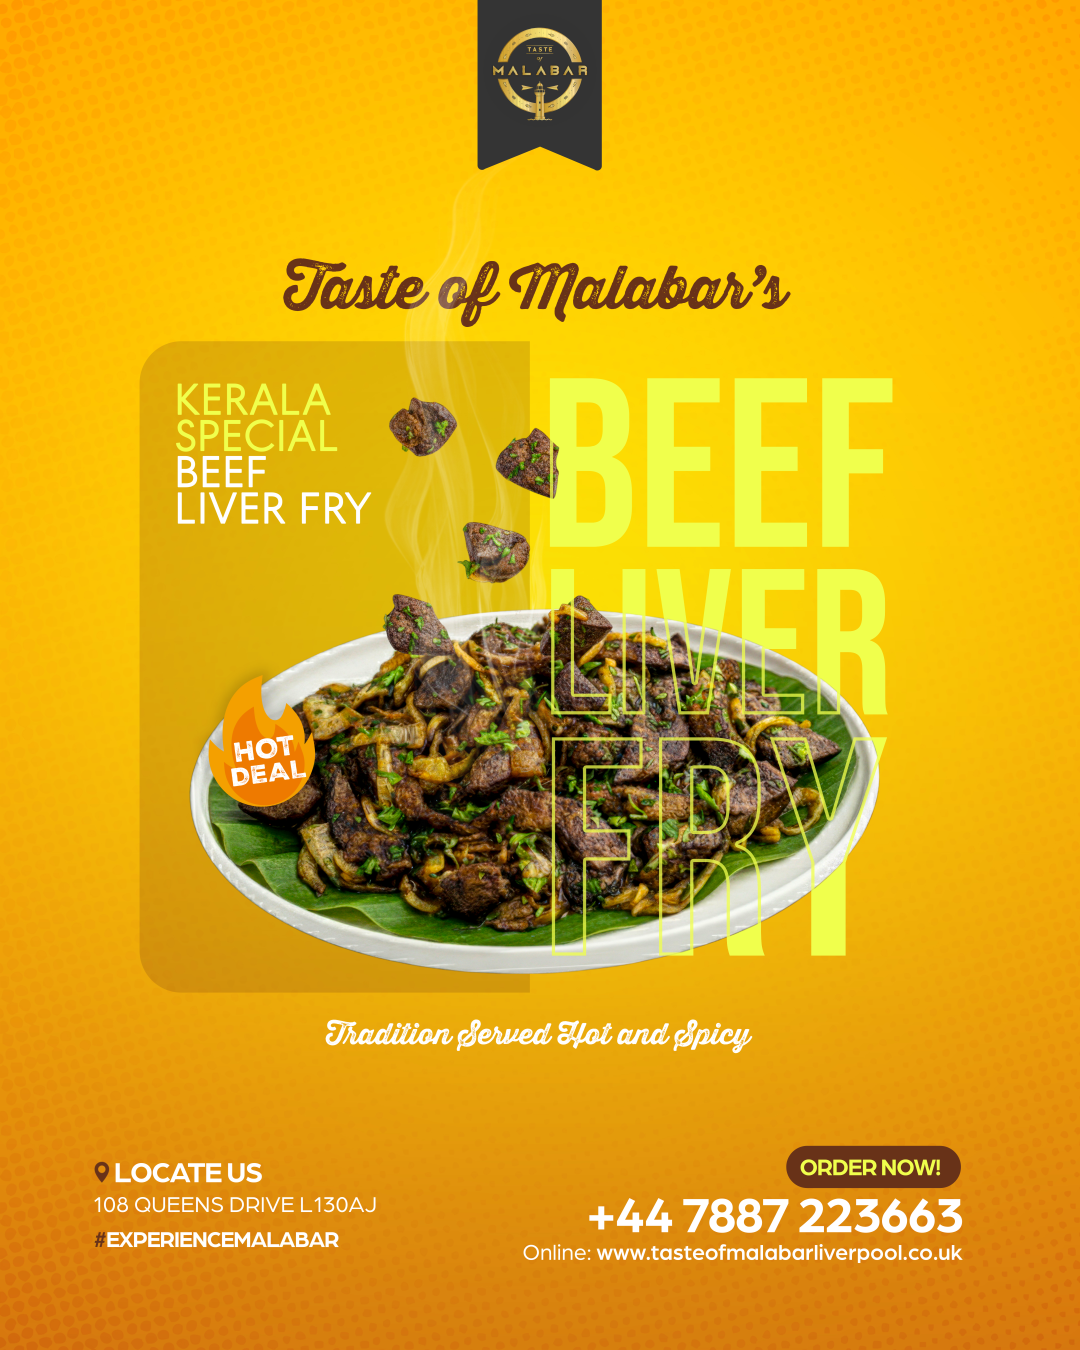 TASTE
of
MALABAR
Taste of Malabar's
KERALA
SPECIAL
BEEF
LIVER FRY
BEEF
LIVER
FRY
HOT
DEAL
Tradition Served Hot and Spicy
LOCATE US
108 QUEENS DRIVE L130AJ
#EXPERIENCEMALABAR
ORDER NOW!
+44 7887 223663
Online: www.tasteofmalabarliverpool.co.uk